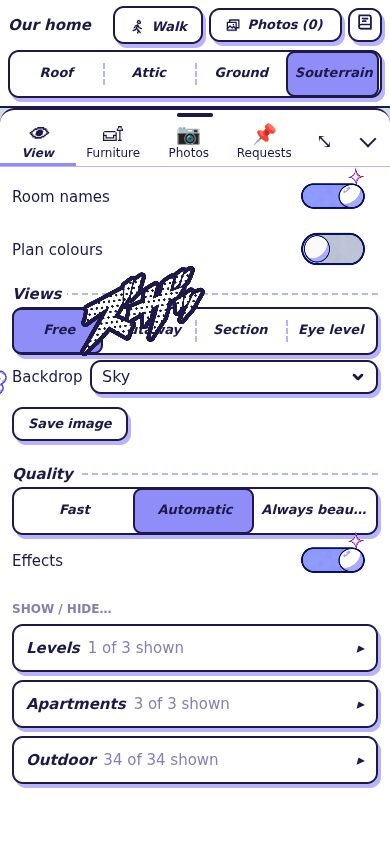 Our home
Walk
Photos (0)
Roof
Attic
Ground
Souterrain
View
Furniture
Photos
Requests
Room names
Plan colours
Views
Free
Section
Eye level
Backdrop
Sky
Save image
Quality
Fast
Automatic
Always beau...
Effects
SHOW / HIDE...
Levels 1 of 3 shown
Apartments 3 of 3 shown
Outdoor 34 of 34 shown